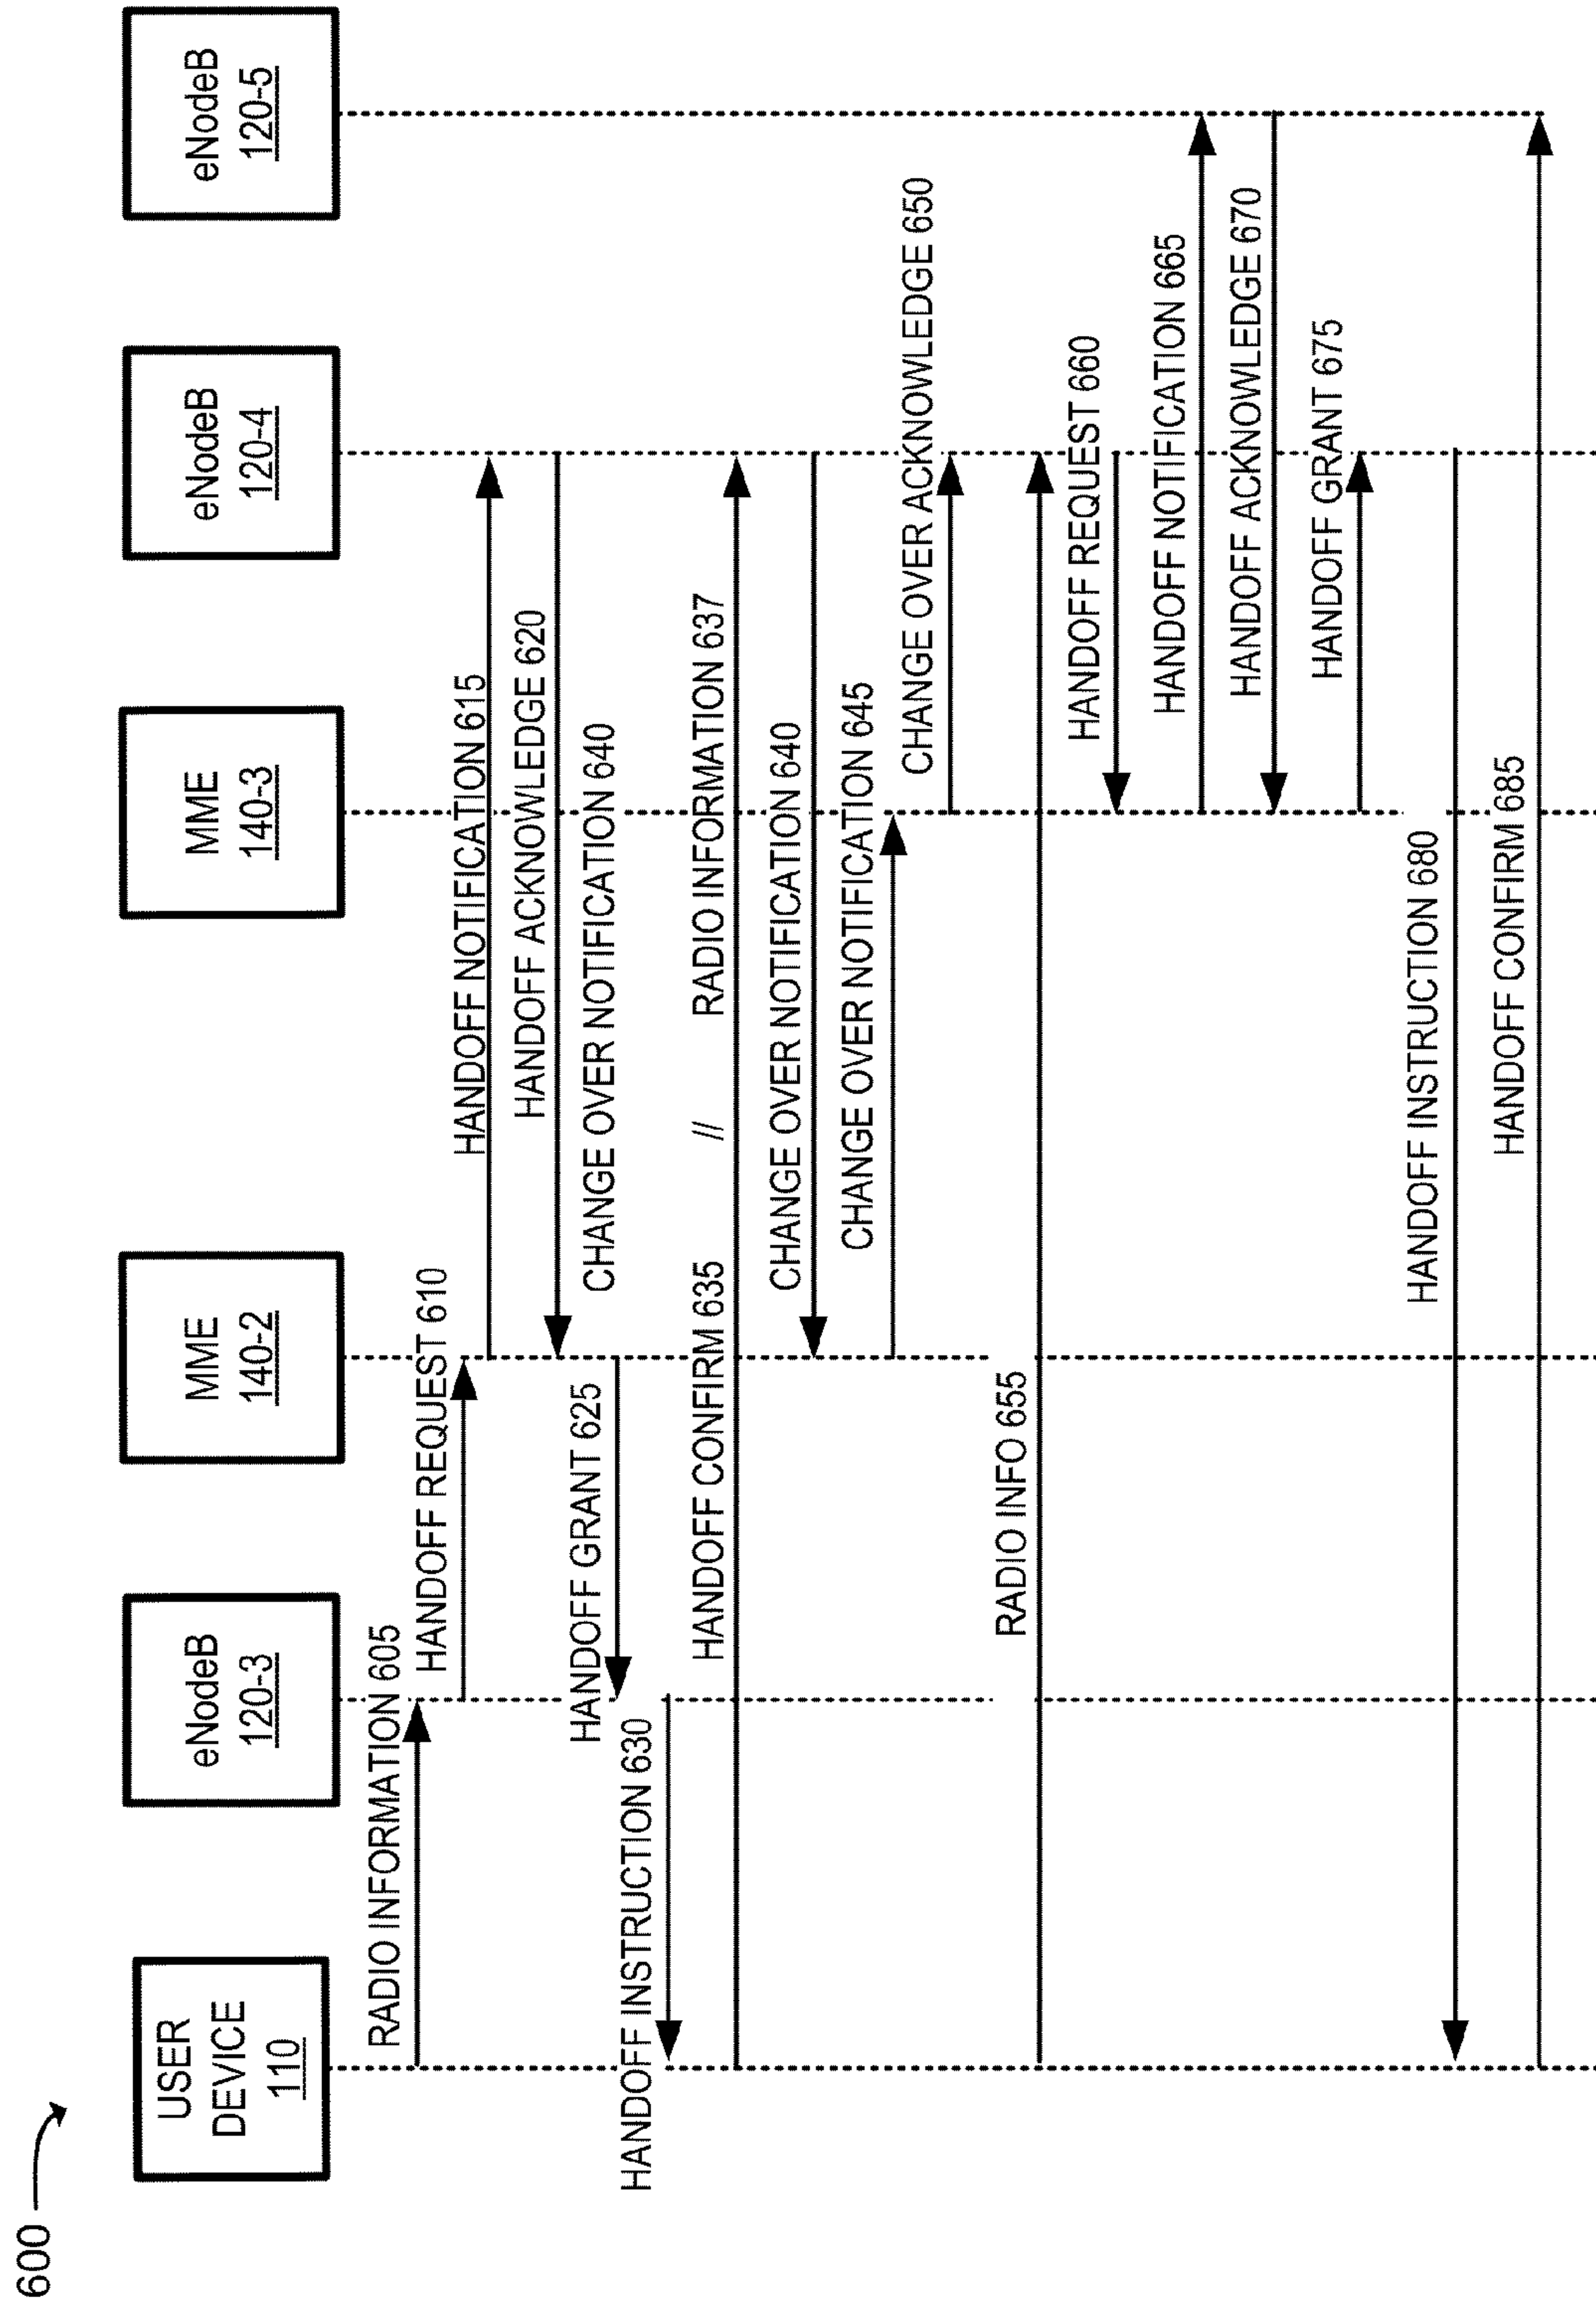 600
USER
DEVICE
110
eNodeB
120-3
MME
140-2
MME
140-3
eNodeB
120-4
eNodeB
120-5
RADIO INFORMATION 605
HANDOFF REQUEST 610
HANDOFF NOTIFICATION 615
HANDOFF ACKNOWLEDGE 620
HANDOFF GRANT 625
CHANGE OVER NOTIFICATION 640
HANDOFF INSTRUCTION 630
HANDOFF CONFIRM 635 // RADIO INFORMATION 637
CHANGE OVER NOTIFICATION 640
CHANGE OVER NOTIFICATION 645
CHANGE OVER ACKNOWLEDGE 650
RADIO INFO 655
HANDOFF REQUEST 660
HANDOFF NOTIFICATION 665
HANDOFF ACKNOWLEDGE 670
HANDOFF GRANT 675
HANDOFF INSTRUCTION 680
HANDOFF CONFIRM 685